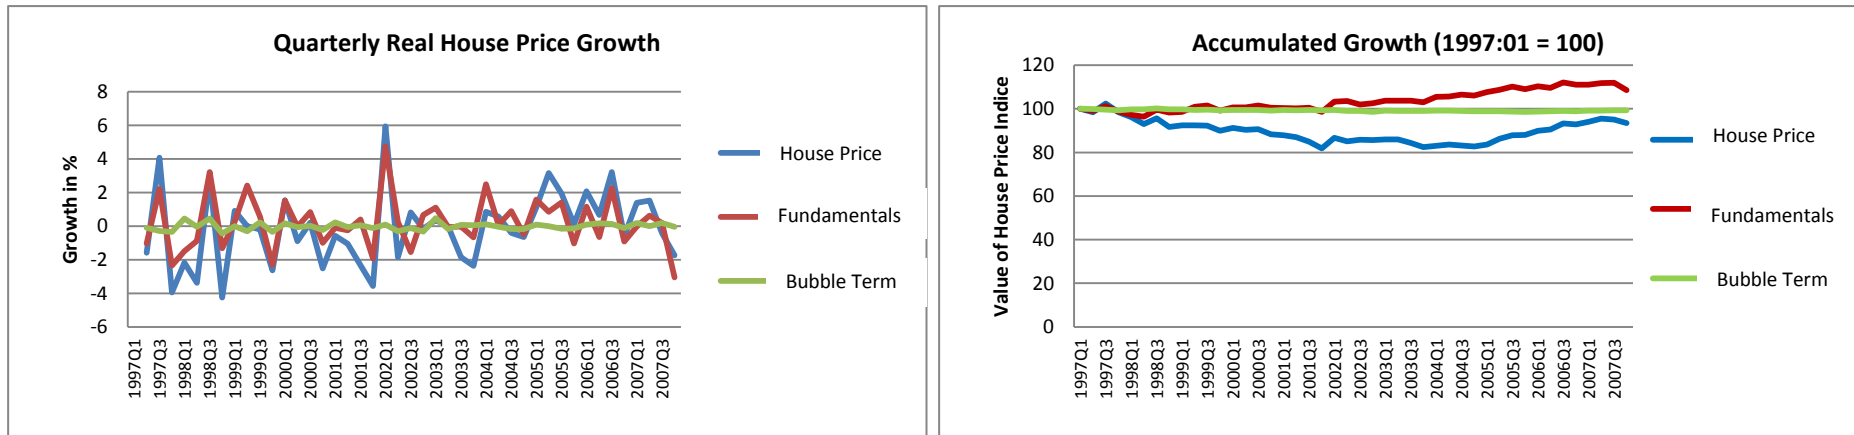 Quarterly Real House Price Growth
Growth in %
8
6
4
2
0
-2
-4
-6
1997Q1
1997Q3
1998Q1
1998Q3
1999Q1
1999Q3
2000Q1
2000Q3
2001Q1
2001Q3
2002Q1
2002Q3
2003Q1
2003Q3
2004Q1
2004Q3
2005Q1
2005Q3
2006Q1
2006Q3
2007Q1
2007Q3
House Price
Fundamentals
Bubble Term
Accumulated Growth (1997:01 = 100)
Value of House Price Indice
120
100
80
60
40
20
0
1997Q1
1997Q3
1998Q1
1998Q3
1999Q1
1999Q3
2000Q1
2000Q3
2001Q1
2001Q3
2002Q1
2002Q3
2003Q1
2003Q3
2004Q1
2004Q3
2005Q1
2005Q3
2006Q1
2006Q3
2007Q1
2007Q3
House Price
Fundamentals
Bubble Term